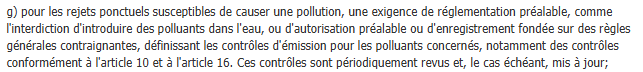 g) pour les rejets ponctuels susceptibles de causer une pollution, une exigence de réglementation préalable, comme
l'interdiction d'introduire des polluants dans l'eau, ou d'autorisation préalable ou d'enregistrement fondée sur des règles
générales contraignantes, définissant les contrôles d'émission pour les polluants concernés, notamment des contrôles
conformément à l'article 10 et à l'article 16. Ces contrôles sont périodiquement revus et, le cas échéant, mis à jour;